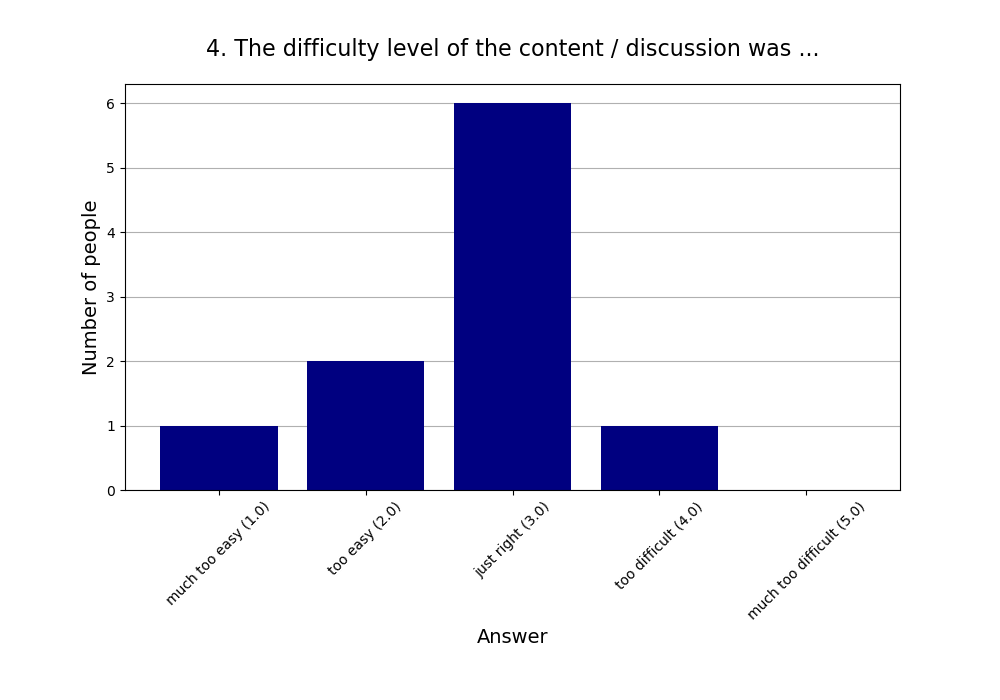 4. The difficulty level of the content / discussion was ...
6
5
4
3
2
1
0
Number of people
much too easy (1.0)
too easy (2.0)
just right (3.0)
too difficult (4.0)
much too difficult (5.0)
Answer